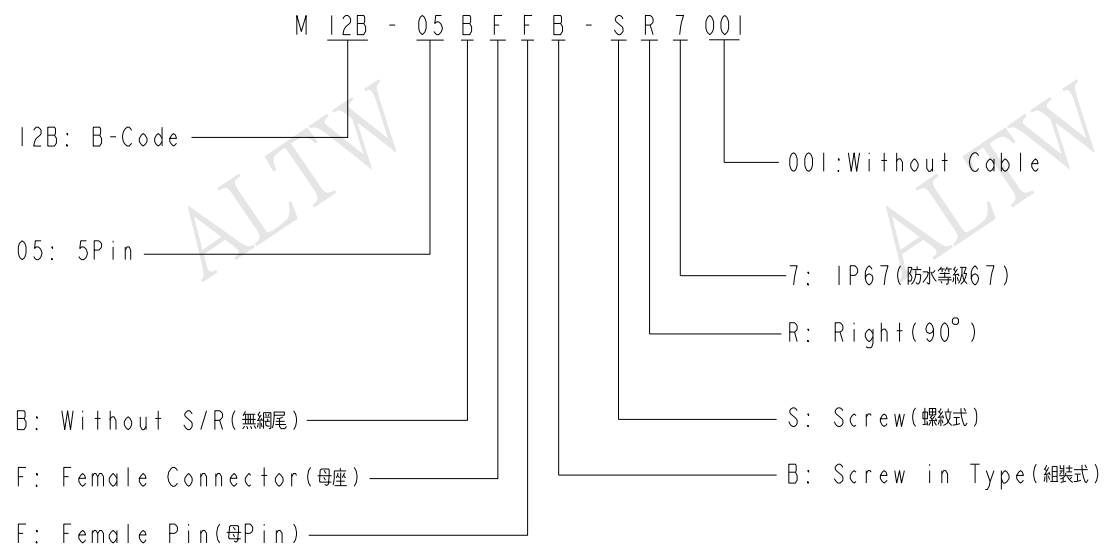 M 12B - 05 B F F B - S R 7 001
12B: B-Code
001:Without Cable
05: 5Pin
7: IP67(防水等級67)
R: Right(90°)
B: Without S/R(無網尾)
S: Screw(螺紋式)
F: Female Connector(母座)
B: Screw in Type(組裝式)
F: Female Pin(母Pin)
ALTW
ALTW